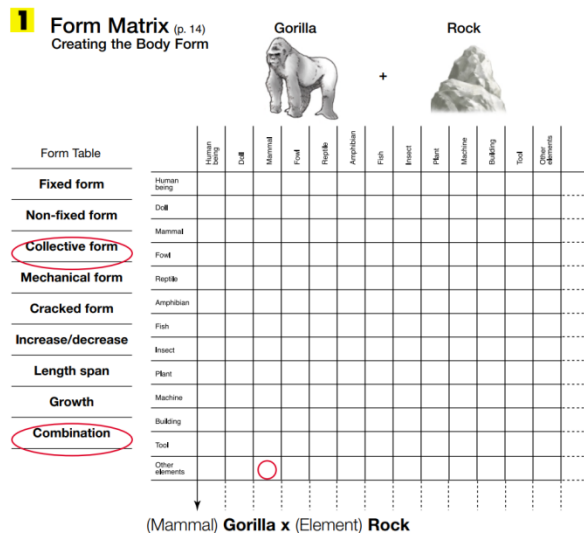 1
Form Matrix (p. 14)
Creating the Body Form
Gorilla
+
Rock
Form Table
Fixed form
Non-fixed form
Collective form
Mechanical form
Cracked form
Increase/decrease
Length span
Growth
Combination
Human being
Doll
Mammal
Fowl
Reptile
Amphibian
Fish
Insect
Plant
Machine
Building
Tool
Other elements
Human
being
Doll
Mammal
Fowl
Reptile
Amphibian
Fish
Insect
Plant
Machine
Building
Tool
Other
elements
(Mammal) Gorilla x (Element) Rock